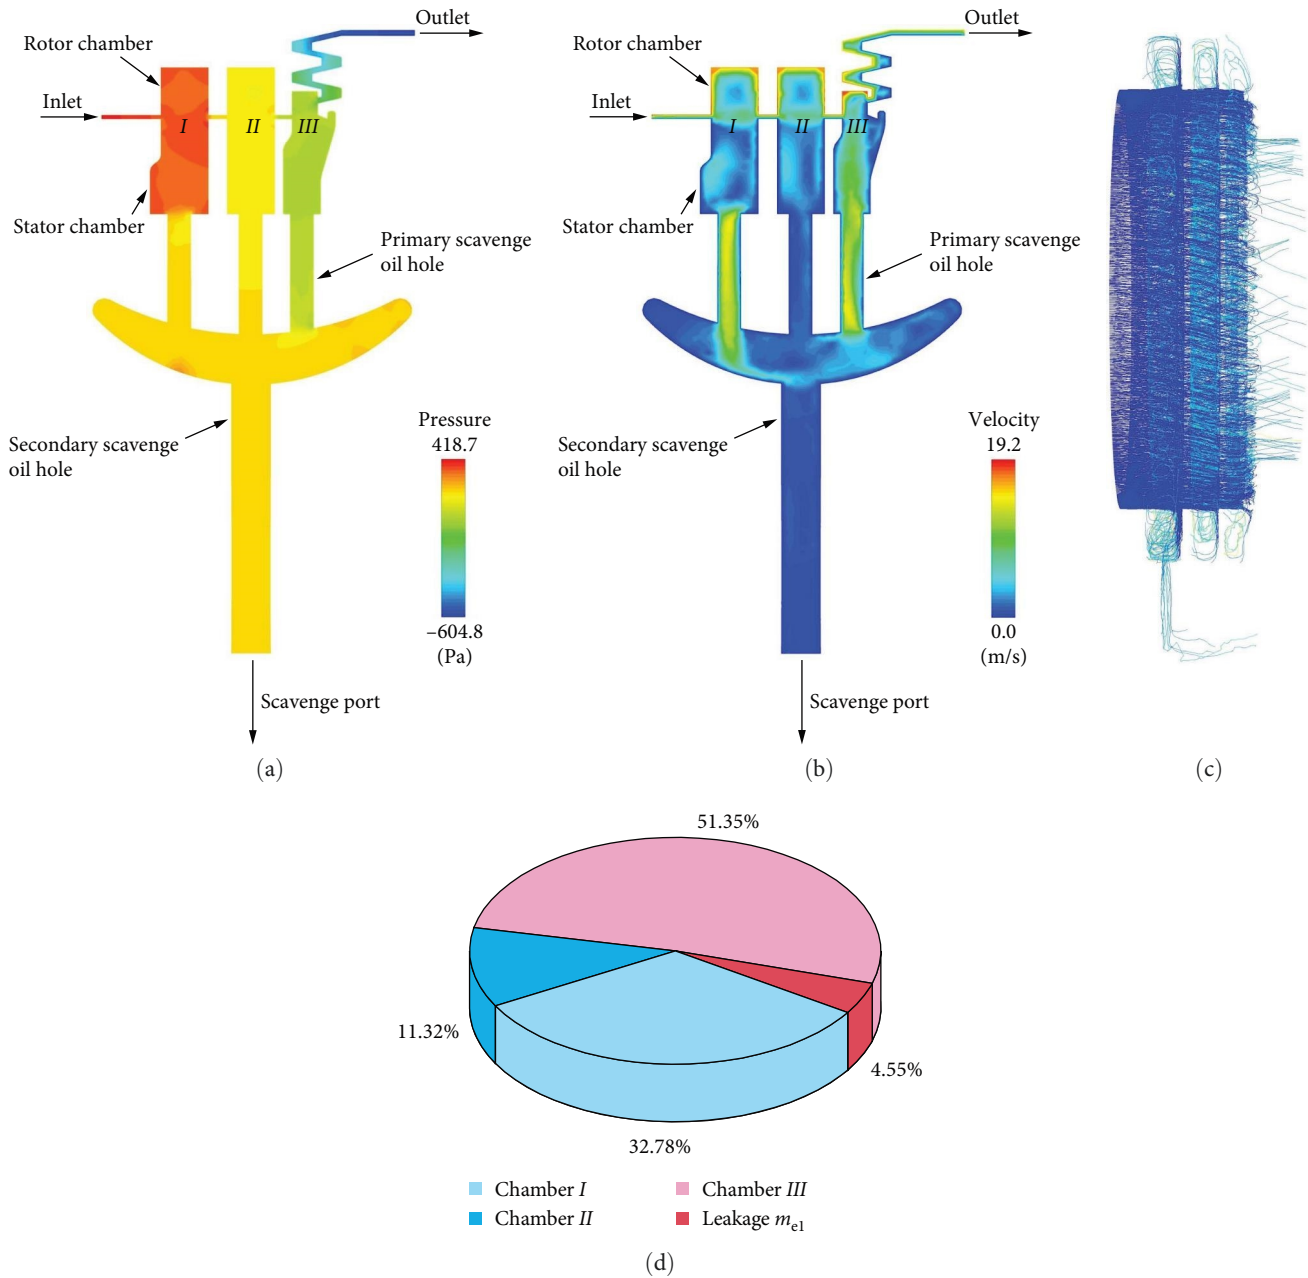 Outlet
Rotor chamber
Inlet
I
II
III
Stator chamber
Primary scavenge
oil hole
Secondary scavenge
oil hole
Pressure
418.7
−604.8
(Pa)
Scavenge port
(a)
Outlet
Rotor chamber
Inlet
I
II
III
Stator chamber
Primary scavenge
oil hole
Secondary scavenge
oil hole
Velocity
19.2
0.0
(m/s)
Scavenge port
(b)
(c)
51.35%
11.32%
4.55%
32.78%
Chamber I
Chamber III
Chamber II
Leakage me1
(d)